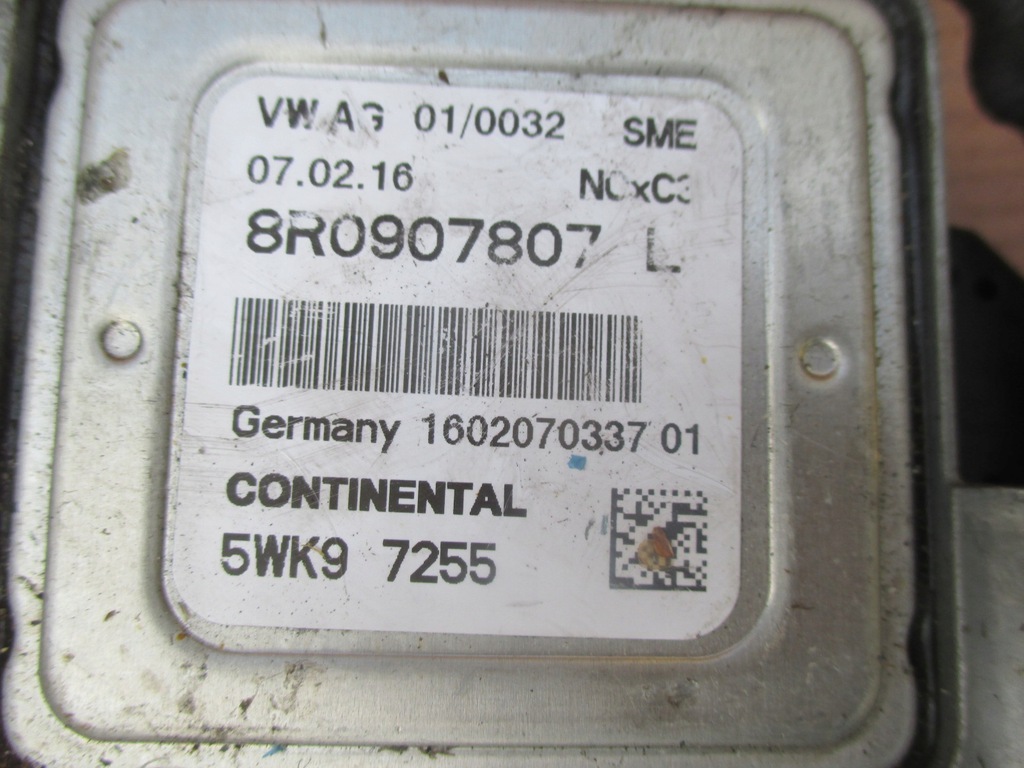 VW AG 01/0032 SME
07.02.16 NOxC3
8R0907807 L
Germany 1602070337 01
CONTINENTAL
5WK9 7255